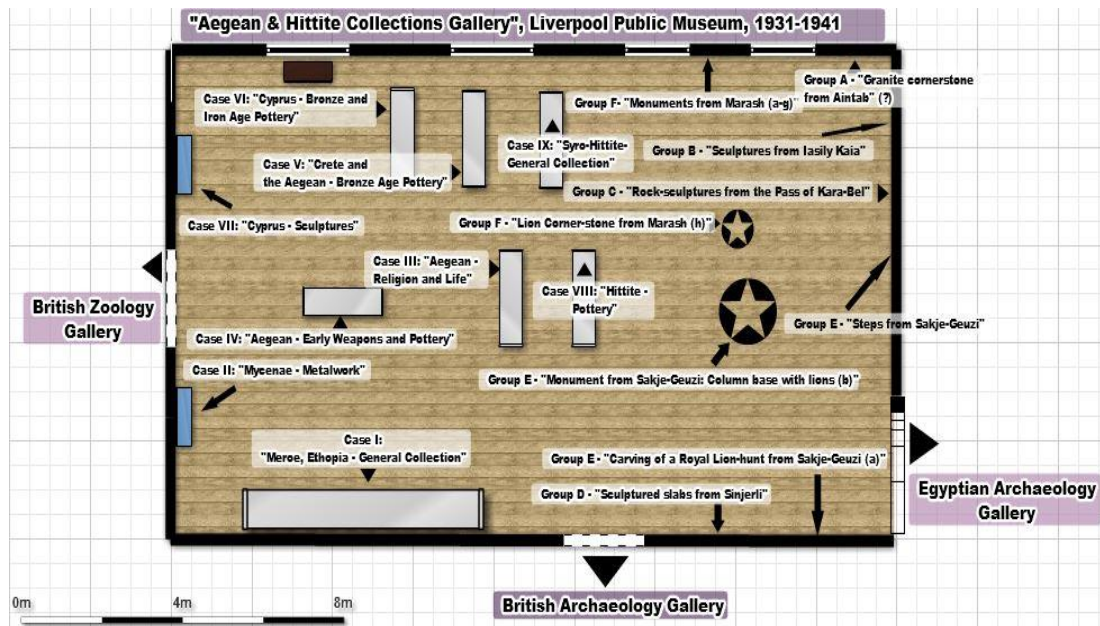 "Aegean & Hittite Collections Gallery", Liverpool Public Museum, 1931-1941
Case VI: "Cyprus - Bronze and
Iron Age Pottery"
Case V: "Crete and
the Aegean - Bronze Age Pottery"
Case IX: "Syro-Hittite-
General Collection"
Group F- "Monuments from Marash (a-g)"
Group A - "Granite cornerstone
from Aintab" (?)
Group B - "Sculptures from Iasily Kaia"
Group C - "Rock-sculptures from the Pass of Kara-Bel"
Case VII: "Cyprus - Sculptures"
Group F - "Lion Corner-stone from Marash (h)"
Case III: "Aegean -
Religion and Life"
Case VIII: "Hittite -
Pottery"
British Zoology
Gallery
Group E - "Steps from Sakje-Geuzi"
Case IV: "Aegean - Early Weapons and Pottery"
Case II: "Mycenae - Metalwork"
Group E - "Monument from Sakje-Geuzi: Column base with lions (b)"
Case I:
"Meroe, Ethiopia - General Collection"
Group E - "Carving of a Royal Lion-hunt from Sakje-Geuzi (a)"
Group D - "Sculptured slabs from Sinjerli"
Egyptian Archaeology
Gallery
British Archaeology Gallery
0m 4m 8m